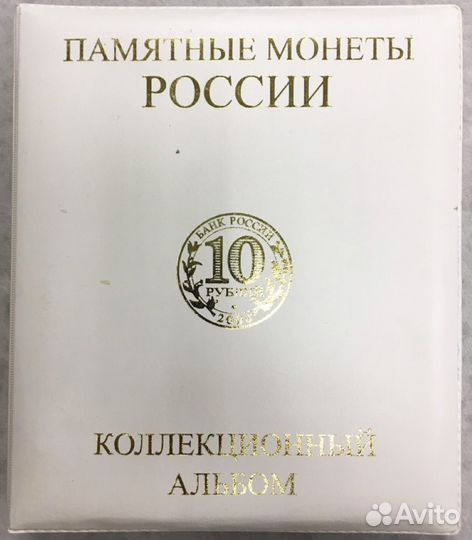 ПАМЯТНЫЕ МОНЕТЫ
РОССИИ
БАНК РОССИИ
10
РУБЛЕЙ
КОЛЛЕКЦИОННЫЙ
АЛЬБОМ
Avito